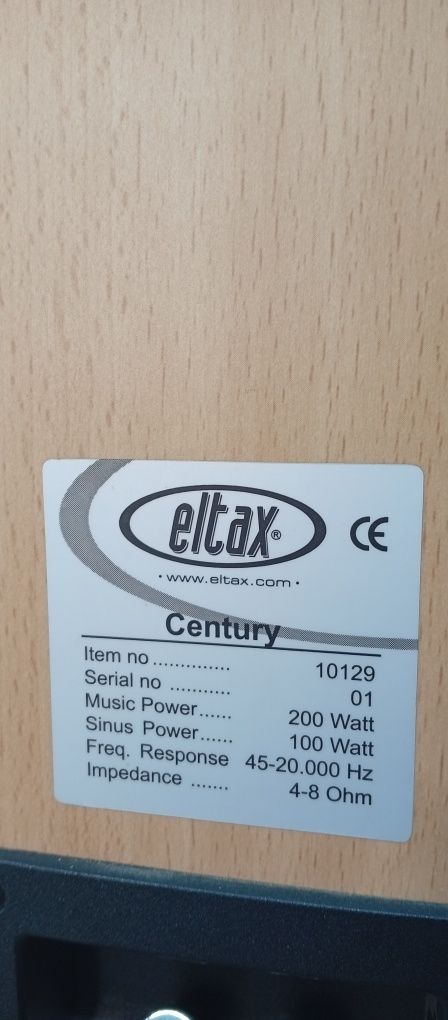 eltax®
CE
• www.eltax.com •
Century
Item no .............. 10129
Serial no ........... 01
Music Power...... 200 Watt
Sinus Power...... 100 Watt
Freq. Response 45-20.000 Hz
Impedance ....... 4-8 Ohm